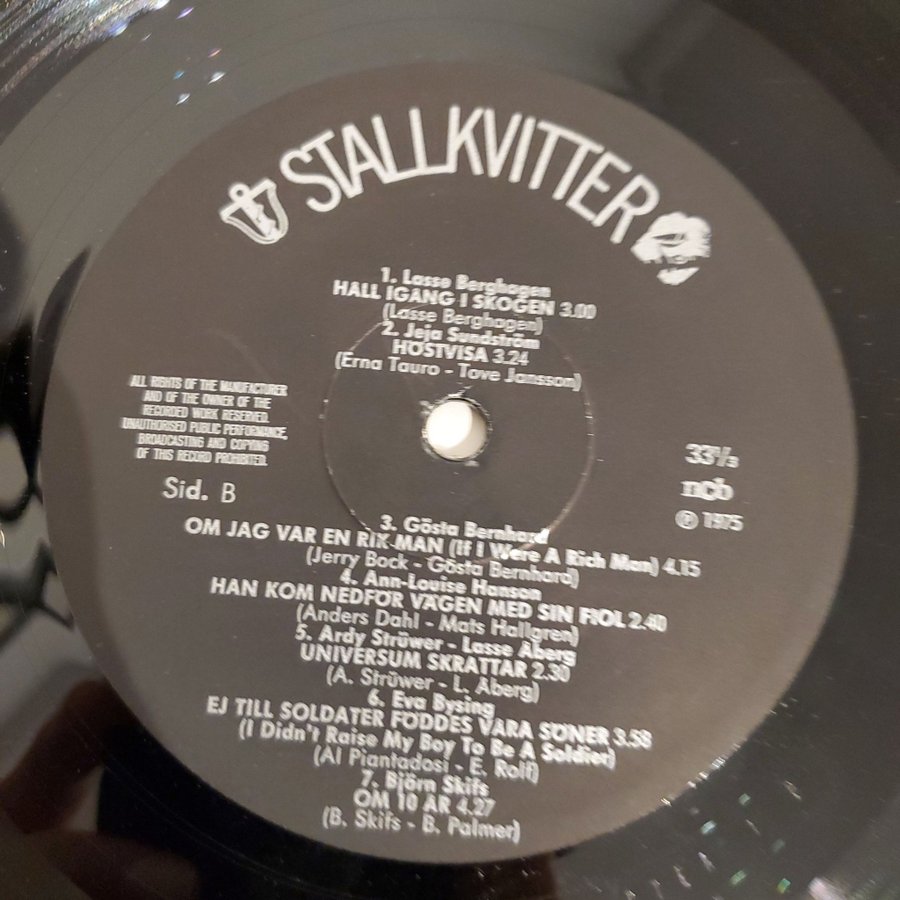 STALLKVITTER
1. Lasse Berghagen
HALL IGANG I SKOGEN 3.00
(Lasse Berghagen)
2. Jeja Sundström
HÖSTVISA 3.24
(Erna Tauro - Tove Jansson)
ALL RIGHTS OF THE MANUFACTURER
AND OF THE OWNER OF THE
RECORDED WORK RESERVED.
UNAUTHORISED PUBLIC PERFORMANCE,
BROADCASTING AND COPYING
OF THIS RECORD PROHIBITED.
Sid. B
33⅓
ncb
℗ 1975
3. Gösta Bernhard
OM JAG VAR EN RIK MAN (If I Were A Rich Man) 4.15
(Jerry Bock - Gösta Bernhard)
4. Ann-Louise Hanson
HAN KOM NEDFÖR VÄGEN MED SIN FIOL 2.40
(Anders Dahl - Mats Hallgren)
5. Ardy Strüwer - Lasse Åberg
UNIVERSUM SKRATTAR 2.30
(A. Strüwer - L. Åberg)
6. Eva Bysing
EJ TILL SOLDATER FÖDDES VÅRA SÖNER 3.58
(I Didn't Raise My Boy To Be A Soldier)
(Al Piantadosi - E. Rolf)
7. Björn Skifs
OM 10 ÅR 4.27
(B. Skifs - B. Palmer)